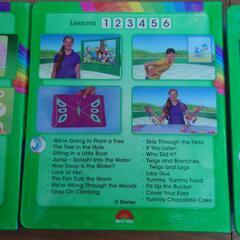 Lessons 1 2 3 4 5 6
• We're Going to Plant a Tree
• The Tree in the Hole
• Sitting in a Little Boat
• Jump - Splash! Into the Water
• How Deep Is the Water?
• Look at Me!
• The Fish Eats the Worm
• We're Hiking Through the Woods
• Keep On Climbing
• Skip Through the Field
• If You Listen
• Who Did It?
• Twigs and Branches,
Twigs and Logs
• Lazy Gus
• Yummy, Yummy Food
• Fill Up the Bucket
• Cover Your Eyes
• Yummy Chocolate Cake
© Disney